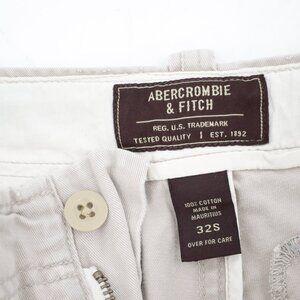 ABERCROMBIE
& FITCH
REG. U.S. TRADEMARK
TESTED QUALITY | EST. 1892
100% COTTON
MADE IN
MAURITIUS
32S
OVER FOR CARE